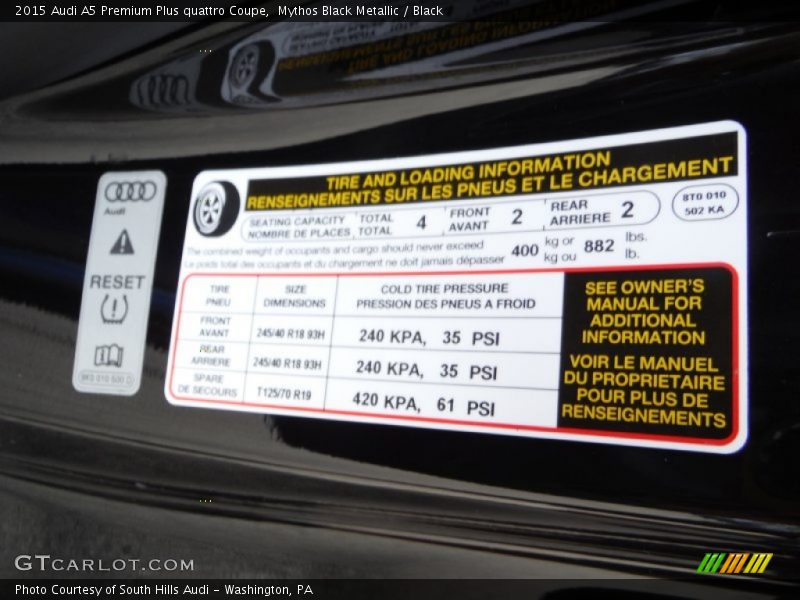 2015 Audi A5 Premium Plus quattro Coupe, Mythos Black Metallic / Black
TIRE AND LOADING INFORMATION
RENSEIGNEMENTS SUR LES PNEUS ET LE CHARGEMENT
SEATING CAPACITY TOTAL 4 FRONT 2 REAR 2
NOMBRE DE PLACES TOTAL AVANT ARRIERE
8T0 010
502 KA
The combined weight of occupants and cargo should never exceed 400 kg or 882 lbs.
Le poids total des occupants et du chargement ne doit jamais dépasser kg ou lb.
TIRE SIZE COLD TIRE PRESSURE
PNEU DIMENSIONS PRESSION DES PNEUS A FROID
FRONT
AVANT 245/40 R18 93H 240 KPA, 35 PSI
REAR
ARRIERE 245/40 R18 93H 240 KPA, 35 PSI
SPARE
DE SECOURS T125/70 R19 420 KPA, 61 PSI
SEE OWNER'S
MANUAL FOR
ADDITIONAL
INFORMATION
VOIR LE MANUEL
DU PROPRIETAIRE
POUR PLUS DE
RENSEIGNEMENTS
Audi
RESET
GTCARLOT.COM
Photo Courtesy of South Hills Audi - Washington, PA